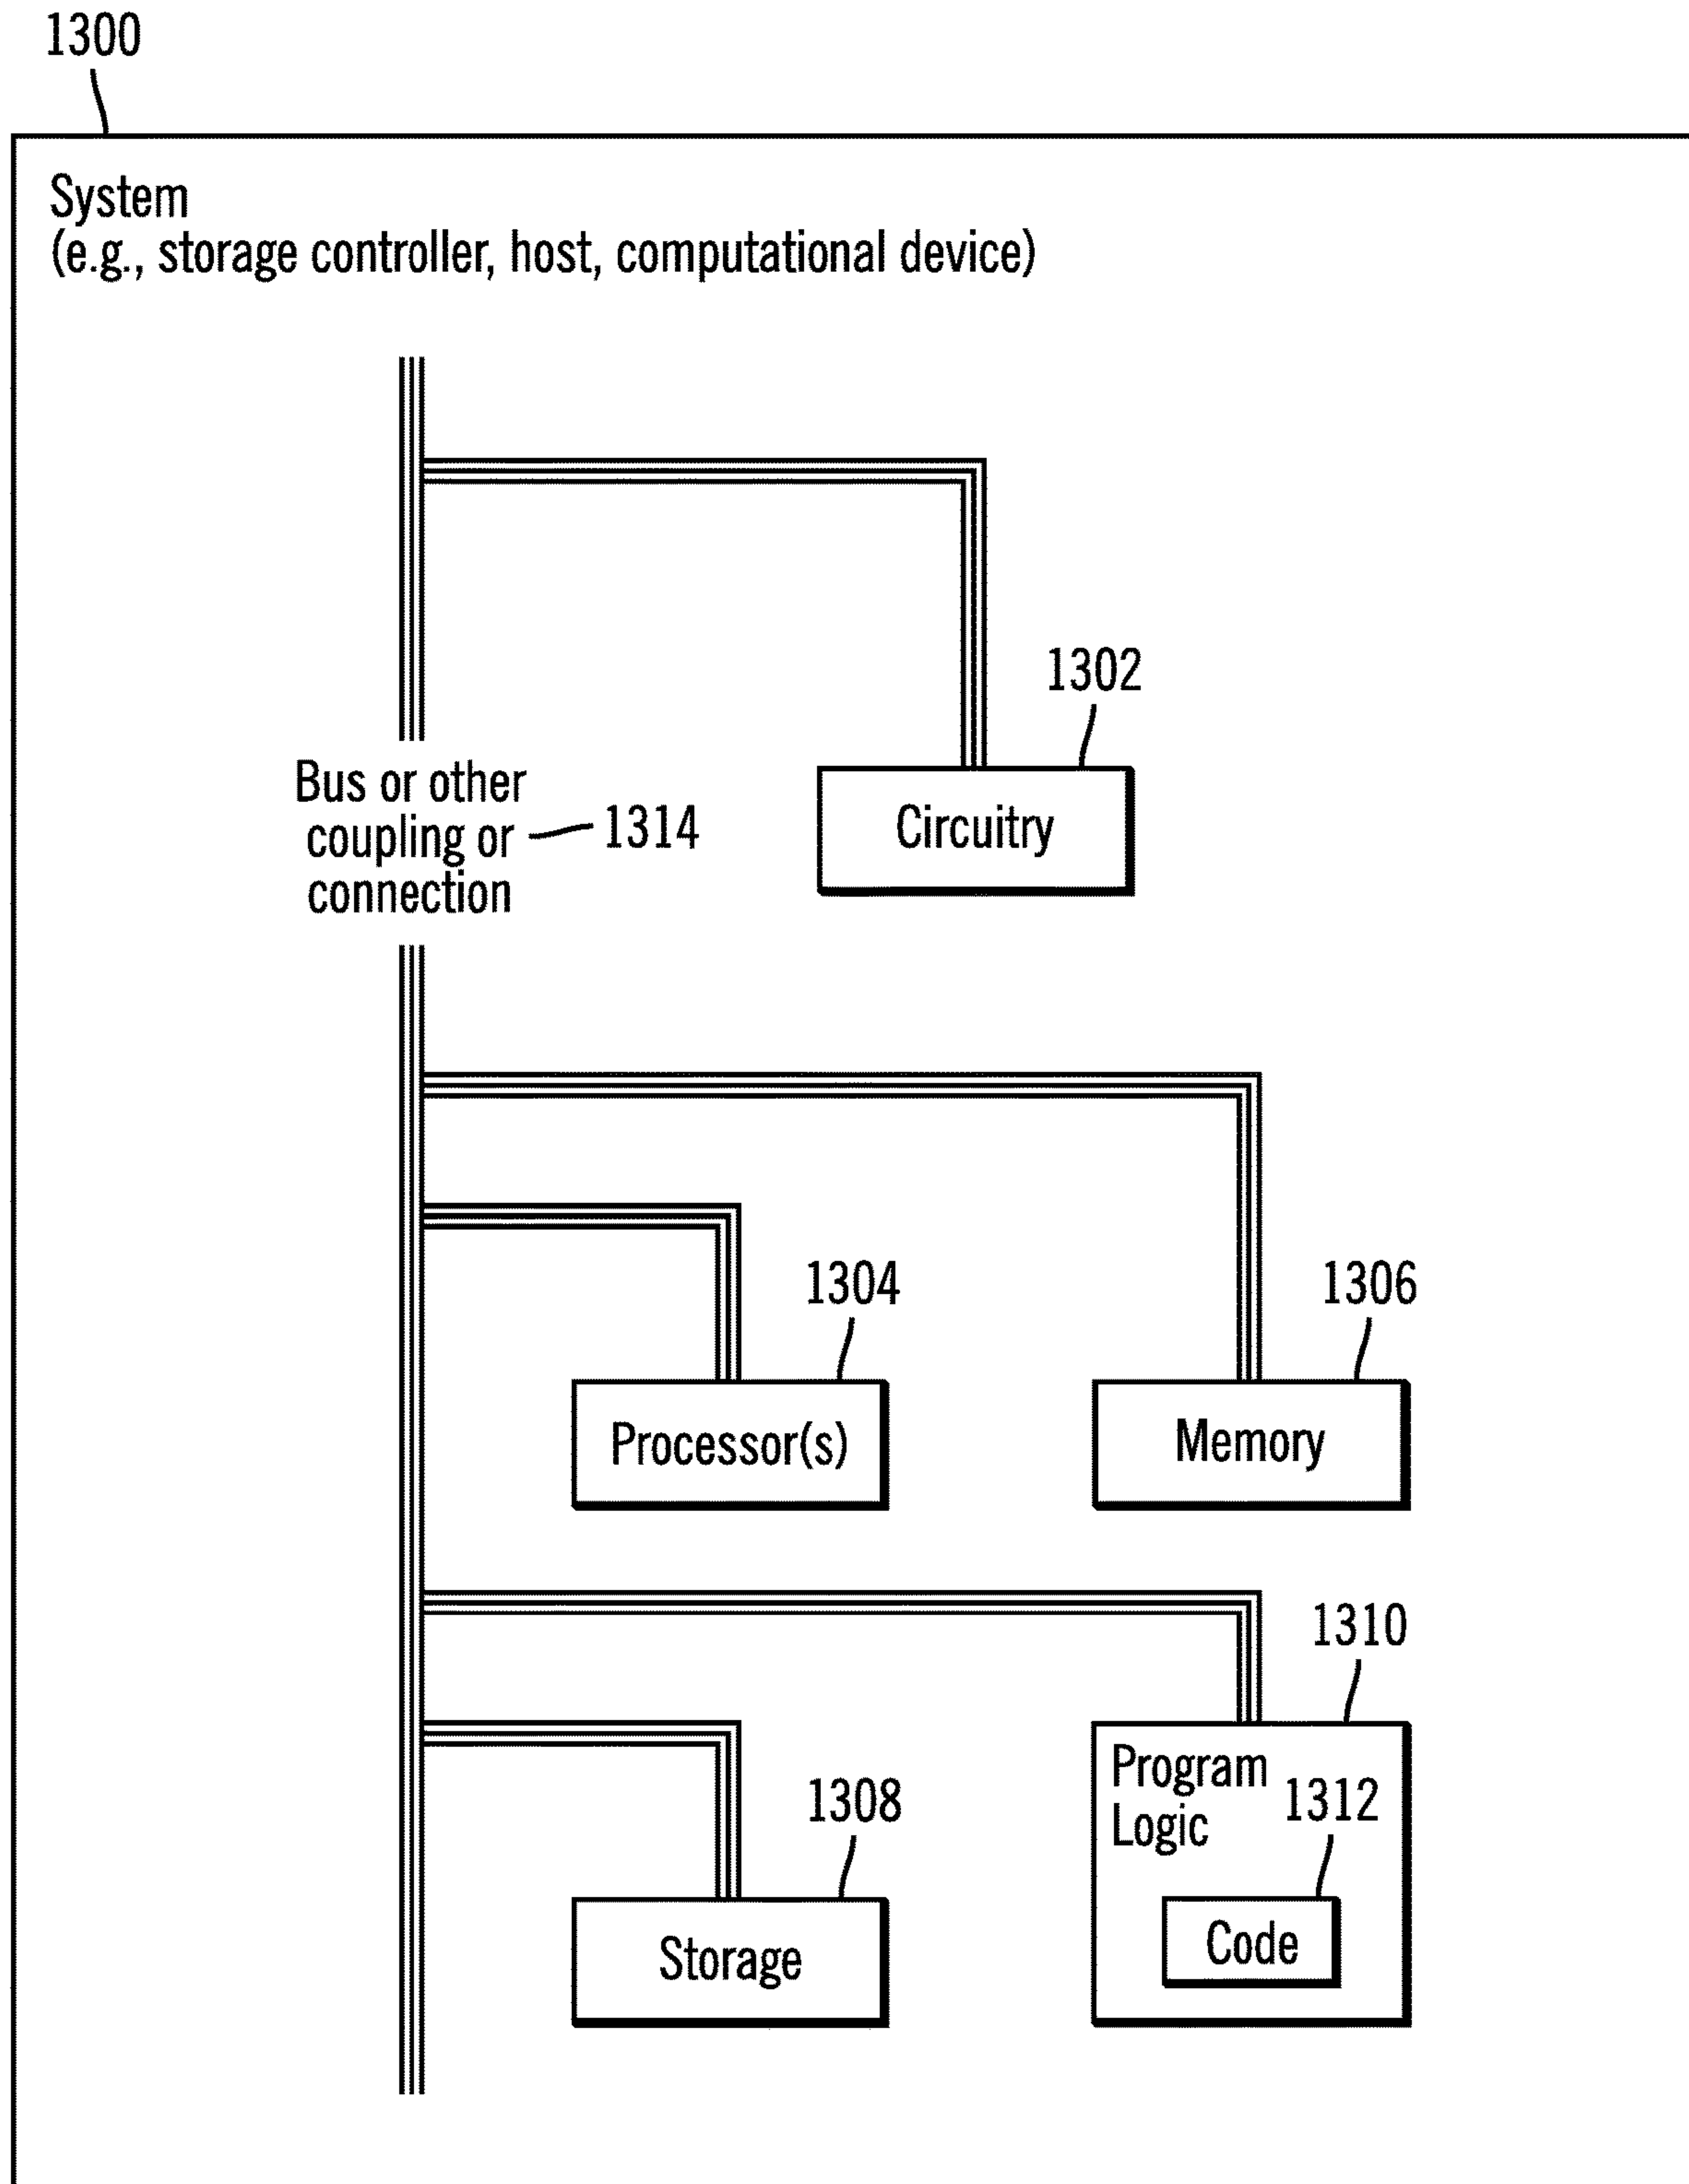 1300
System
(e.g., storage controller, host, computational device)
1302
Bus or other
coupling or
connection
1314
Circuitry
1304
1306
Processor(s)
Memory
1310
Program
Logic
1308
1312
Storage
Code